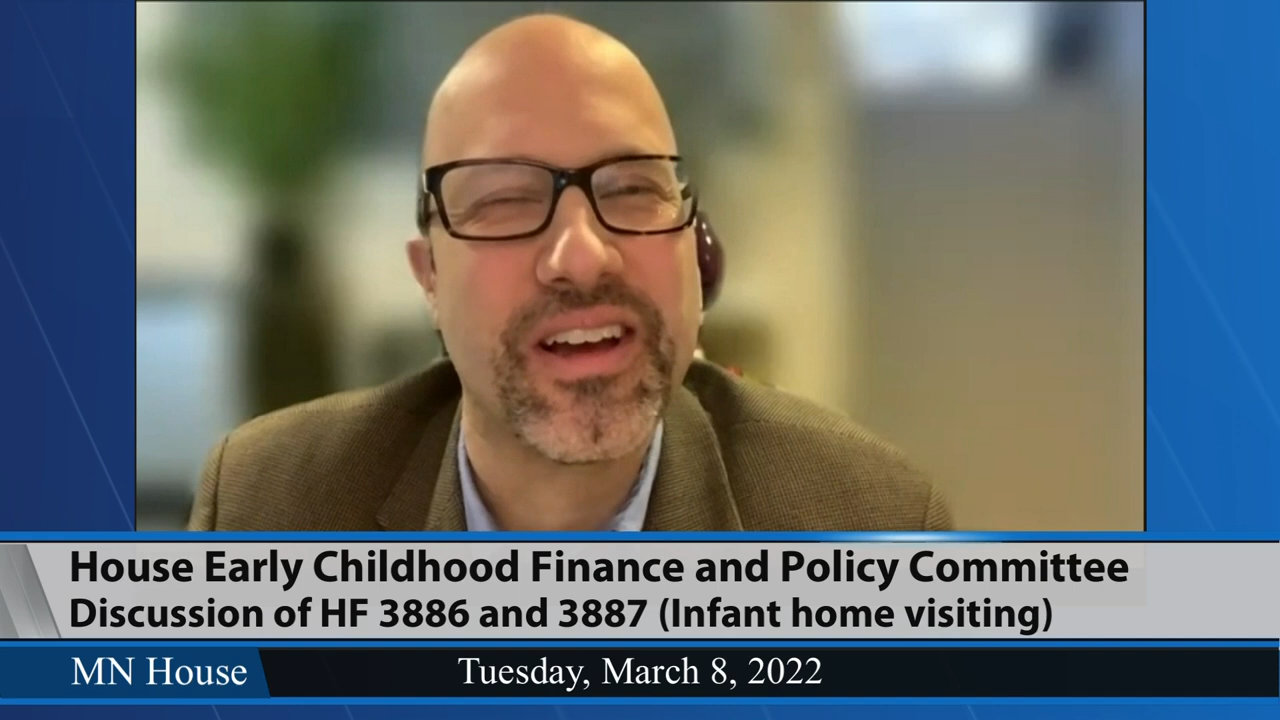 House Early Childhood Finance and Policy Committee
Discussion of HF 3886 and 3887 (Infant home visiting)
MN House
Tuesday, March 8, 2022